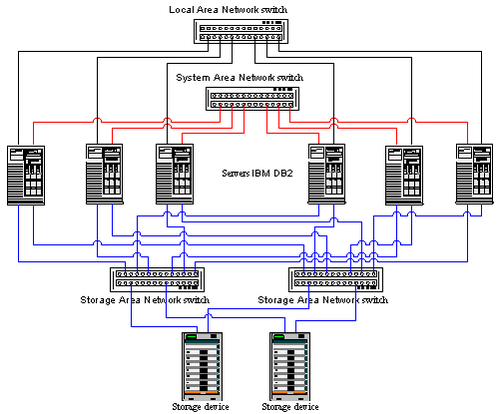 Local Area Network switch
System Area Network switch
Servers IBM DB2
Storage Area Network switch
Storage Area Network switch
Storage device
Storage device